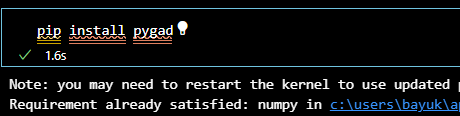 pip install pygad
1.6s
Note: you may need to restart the kernel to use updated
Requirement already satisfied: numpy in c:\users\bayuk\a